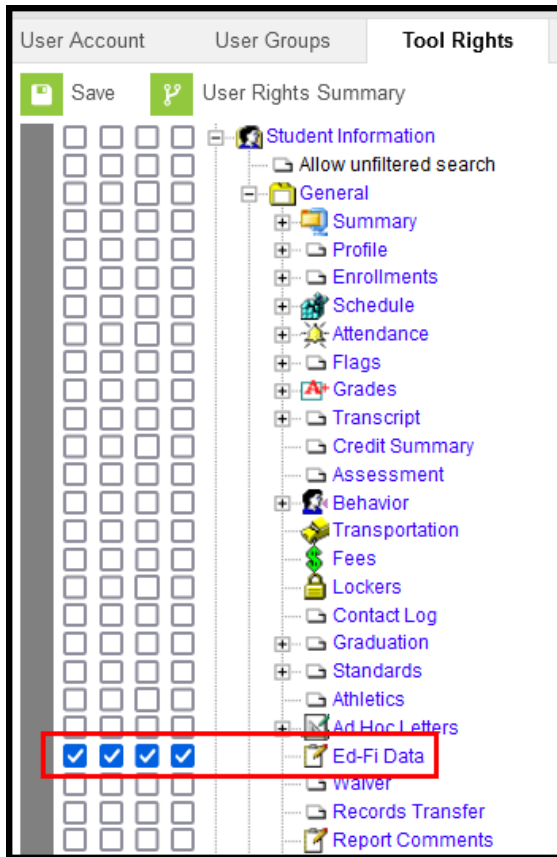 User Account User Groups Tool Rights
Save User Rights Summary
Student Information
Allow unfiltered search
General
Summary
Profile
Enrollments
Schedule
Attendance
Flags
Grades
Transcript
Credit Summary
Assessment
Behavior
Transportation
Fees
Lockers
Contact Log
Graduation
Standards
Athletics
Ad Hoc Letters
Ed-Fi Data
Waiver
Records Transfer
Report Comments